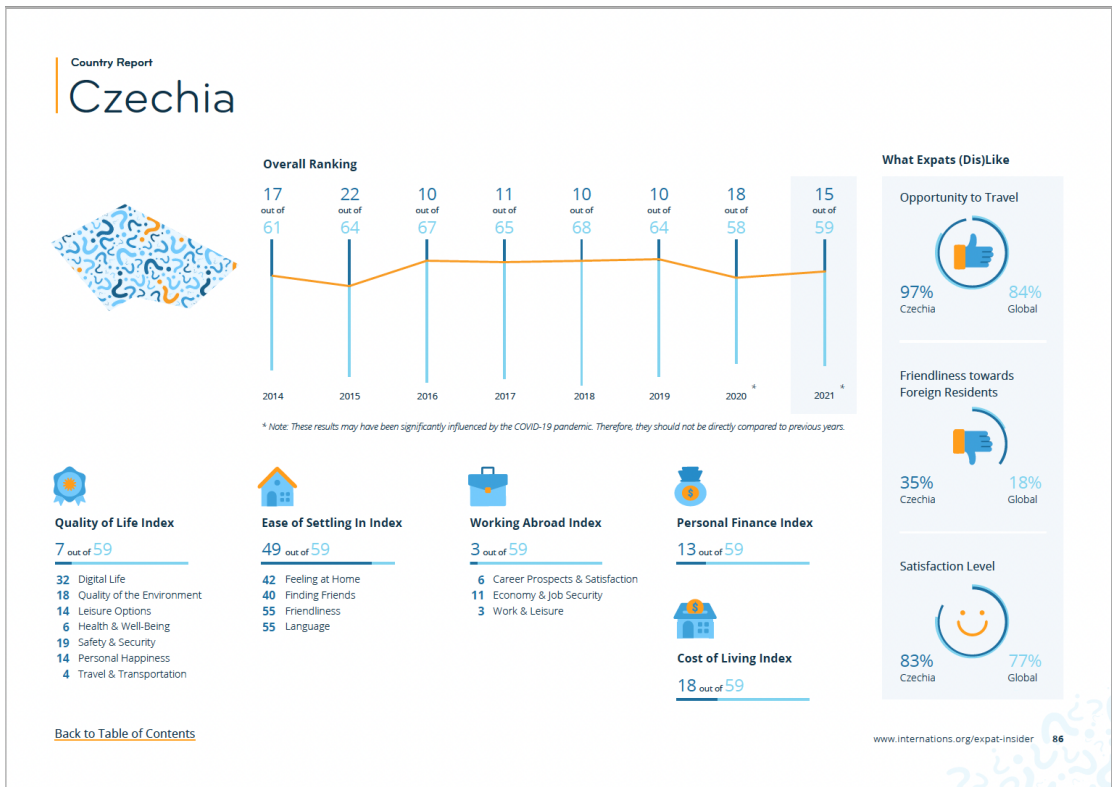 Country Report
Czechia
Overall Ranking
17 22 10 11 10 10 18 15
out of out of out of out of out of out of out of out of
61 64 67 65 68 64 58 59
2014 2015 2016 2017 2018 2019 2020 * 2021 *
* Note: These results may have been significantly influenced by the COVID-19 pandemic. Therefore, they should not be directly compared to previous years.
What Expats (Dis)Like
Opportunity to Travel
97% 84%
Czechia Global
Friendliness towards
Foreign Residents
35% 18%
Czechia Global
Satisfaction Level
83% 77%
Czechia Global
Quality of Life Index
7 out of 59
32 Digital Life
18 Quality of the Environment
14 Leisure Options
6 Health & Well-Being
19 Safety & Security
14 Personal Happiness
4 Travel & Transportation
Ease of Settling In Index
49 out of 59
42 Feeling at Home
40 Finding Friends
55 Friendliness
55 Language
Working Abroad Index
3 out of 59
6 Career Prospects & Satisfaction
11 Economy & Job Security
3 Work & Leisure
Personal Finance Index
$
13 out of 59
$
Cost of Living Index
18 out of 59
Back to Table of Contents
www.internations.org/expat-insider 86